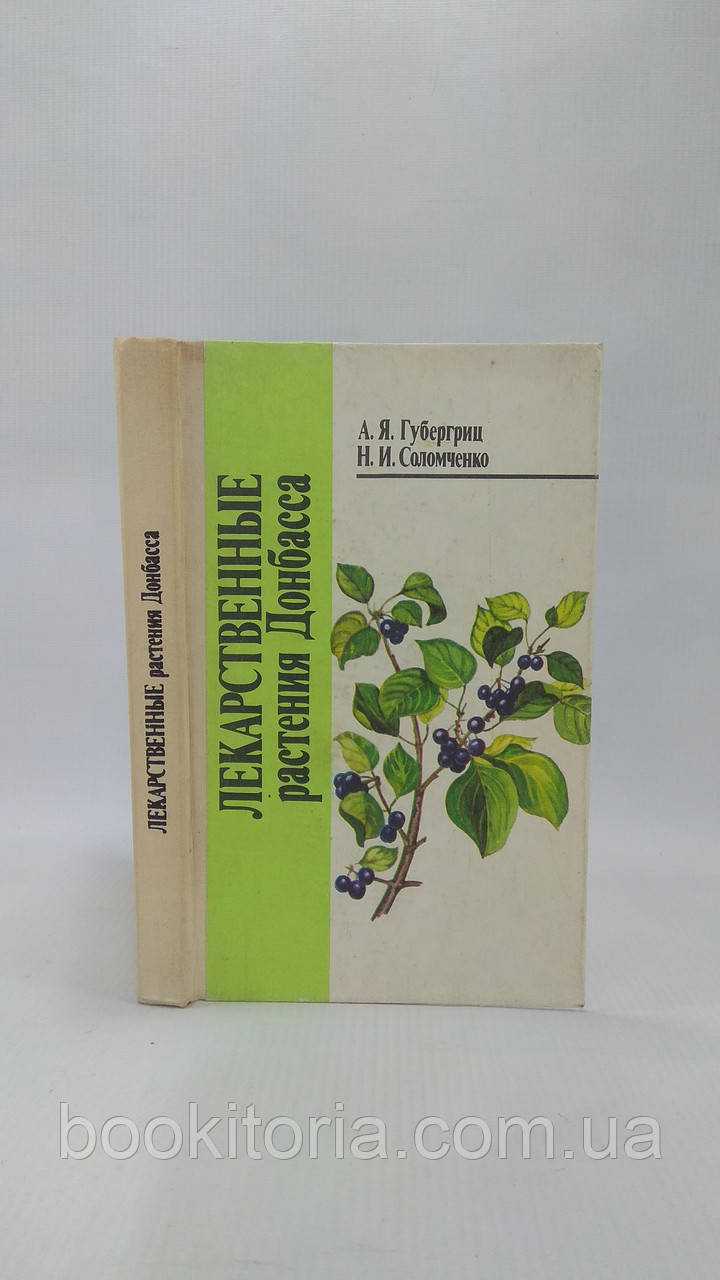 А. Я. Губергриц
Н. И. Соломченко
ЛЕКАРСТВЕННЫЕ
растения Донбасса
ЛЕКАРСТВЕННЫЕ растения Донбасса
bookitoria.com.ua